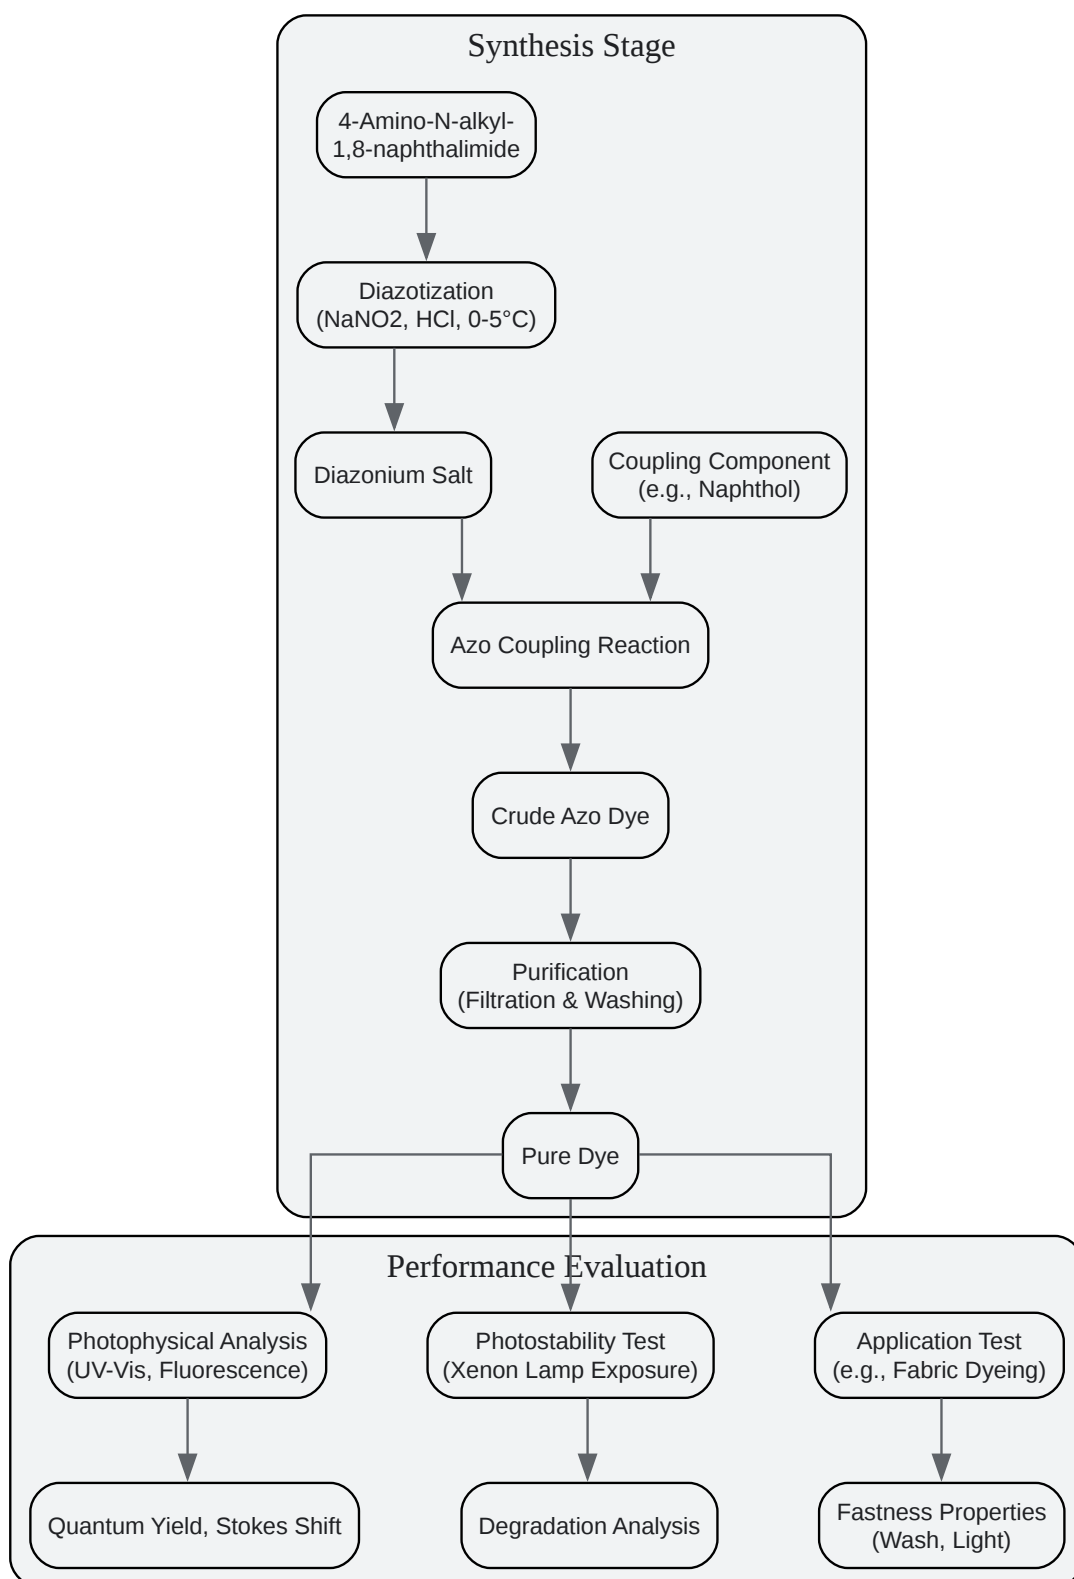 Synthesis Stage
4-Amino-N-alkyl-
1,8-naphthalimide
Diazotization
(NaNO2, HCl, 0-5°C)
Diazonium Salt
Coupling Component
(e.g., Naphthol)
Azo Coupling Reaction
Crude Azo Dye
Purification
(Filtration & Washing)
Pure Dye
Performance Evaluation
Photophysical Analysis
(UV-Vis, Fluorescence)
Photostability Test
(Xenon Lamp Exposure)
Application Test
(e.g., Fabric Dyeing)
Quantum Yield, Stokes Shift
Degradation Analysis
Fastness Properties
(Wash, Light)